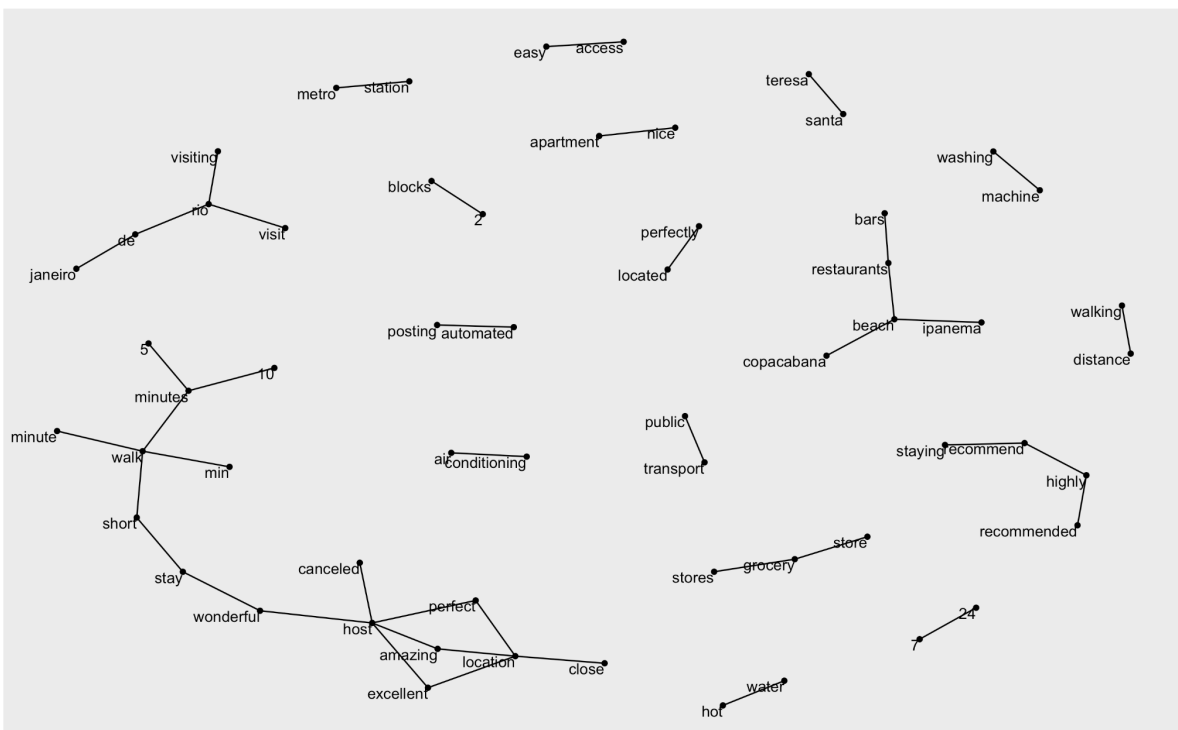 easy
access
metro
station
teresa
santa
apartment
nice
visiting
rio
de
visit
janeiro
blocks
2
washing
machine
perfectly
located
bars
restaurants
beach
ipanema
copacabana
walking
distance
posting
automated
5
10
minutes
minute
walk
min
short
stay
wonderful
air
conditioning
public
transport
staying
recommend
highly
recommended
canceled
host
perfect
amazing
location
close
excellent
store
grocery
stores
24
7
water
hot